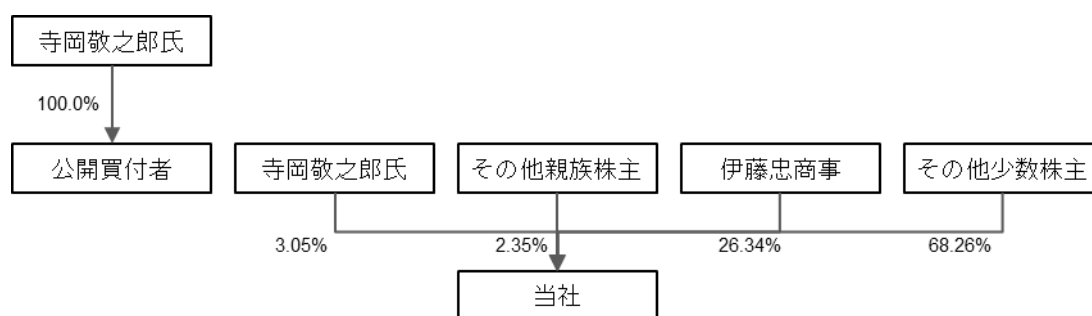 寺岡敬之郎氏
100.0%
公開買付者
寺岡敬之郎氏
その他親族株主
伊藤忠商事
その他少数株主
3.05%
2.35%
26.34%
68.26%
当社